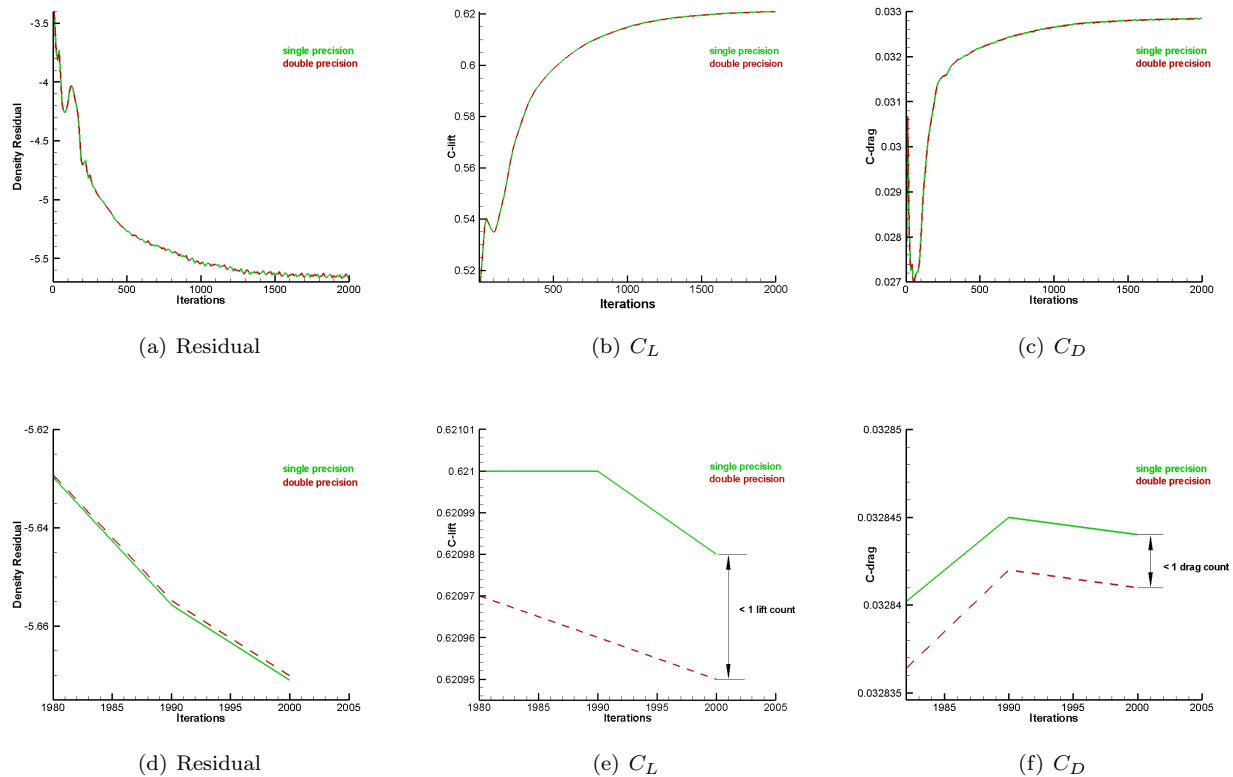 -3.5
-4
-4.5
-5
-5.5
Density Residual
single precision
double precision
0 500 1000 1500 2000
Iterations
(a) Residual
0.62
0.6
0.58
0.56
0.54
0.52
C-lift
single precision
double precision
500 1000 1500 2000
Iterations
(b) C_L
0.033
0.032
0.031
0.03
0.029
0.028
0.027
C-drag
single precision
double precision
0 500 1000 1500 2000
Iterations
(c) C_D
-5.62
-5.64
-5.66
Density Residual
single precision
double precision
1980 1985 1990 1995 2000 2005
Iterations
(d) Residual
0.62101
0.621
0.62099
0.62098
0.62097
0.62096
0.62095
C-lift
single precision
double precision
< 1 lift count
1980 1985 1990 1995 2000 2005
Iterations
(e) C_L
0.03285
0.032845
0.03284
0.032835
C-drag
single precision
double precision
< 1 drag count
1985 1990 1995 2000 2005
Iterations
(f) C_D